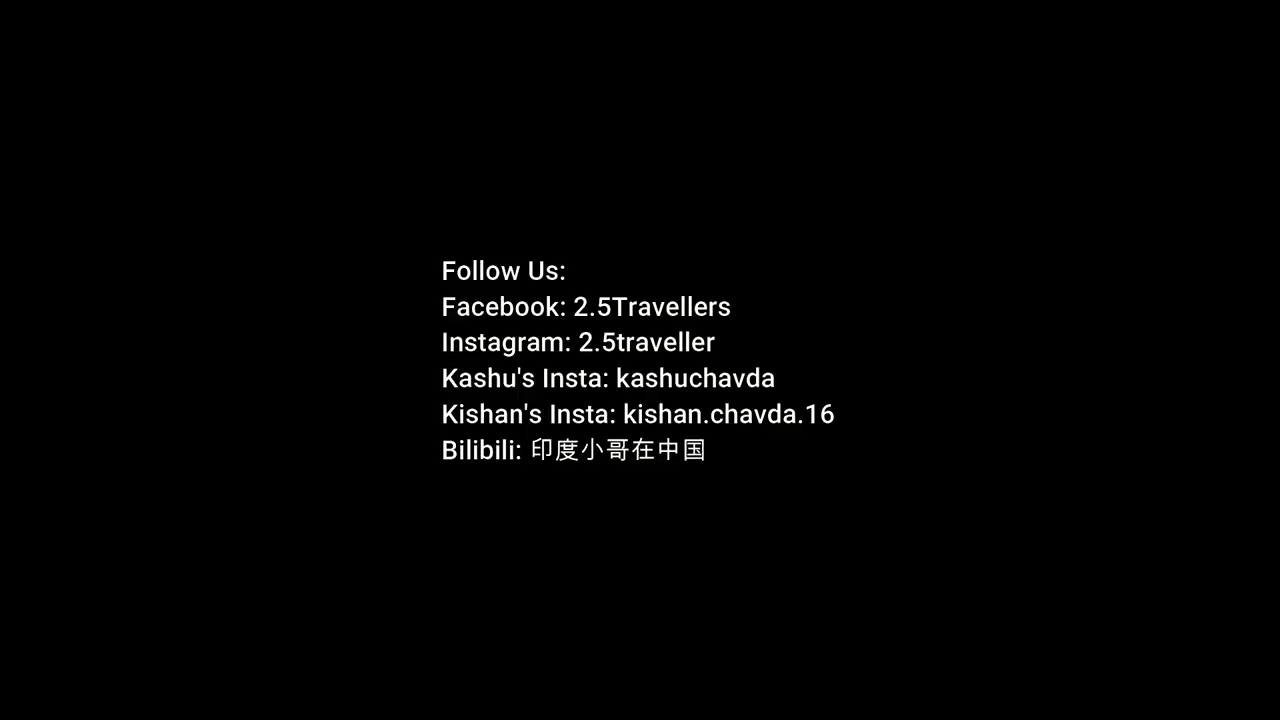 Follow Us:
Facebook: 2.5Travellers
Instagram: 2.5traveller
Kashu's Insta: kashuchavda
Kishan's Insta: kishan.chavda.16
Bilibili: 印度小哥在中国